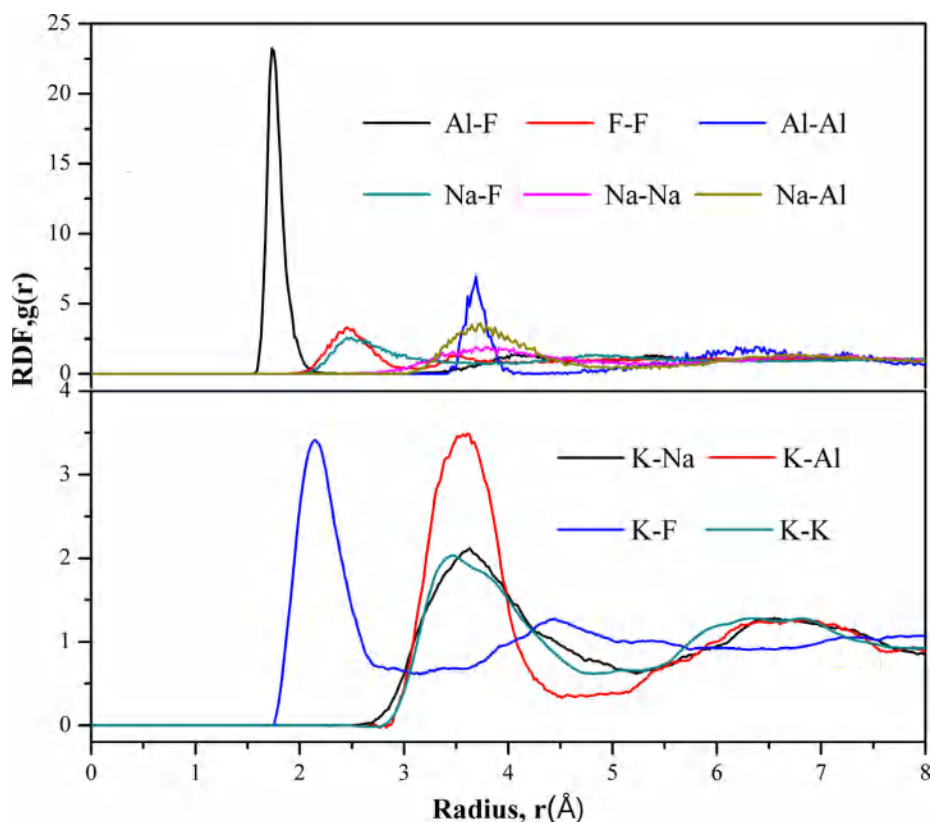 25
20
15
10
5
0
Al-F F-F Al-Al
Na-F Na-Na Na-Al
RDF,g(r)
4
3
2
1
0
K-Na K-Al
K-F K-K
0 1 2 3 4 5 6 7 8
Radius, r(Å)